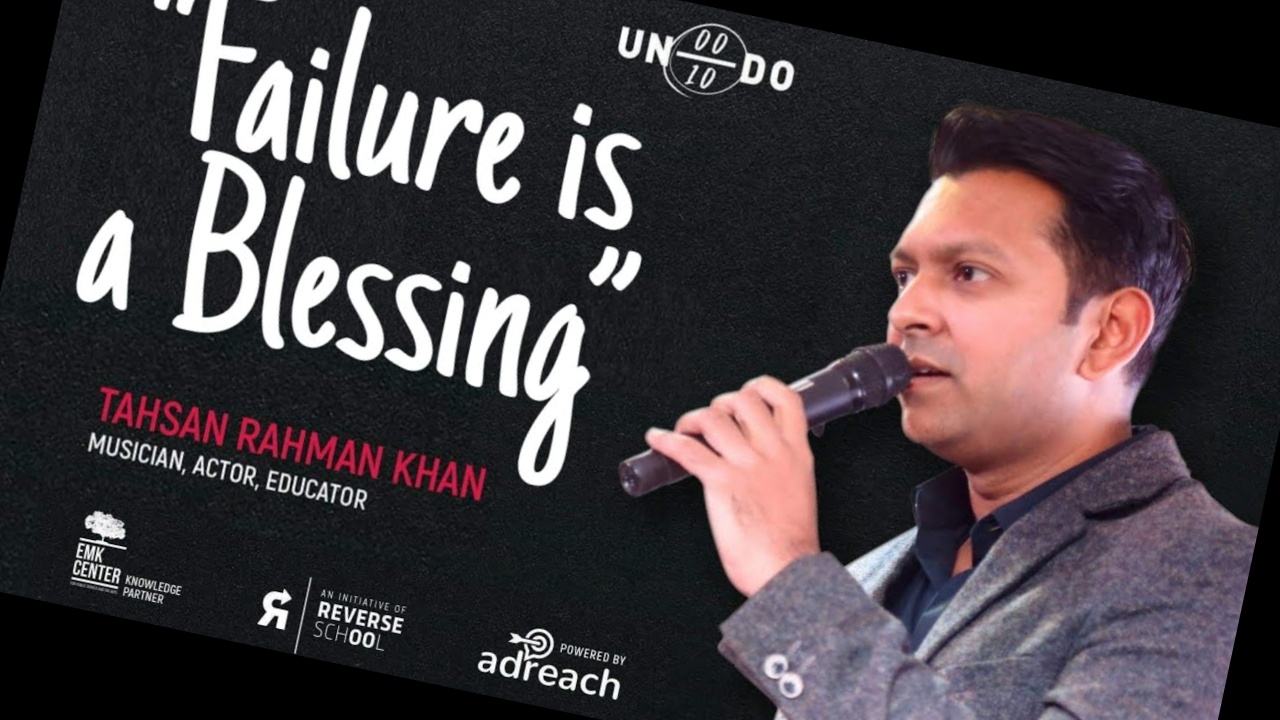 "Failure is
a Blessing"
UN 00 10 DO
TAHSAN RAHMAN KHAN
MUSICIAN, ACTOR, EDUCATOR
EMK
CENTER
KNOWLEDGE
PARTNER
AN INITIATIVE OF
REVERSE
SCHOOL
POWERED BY
adreach